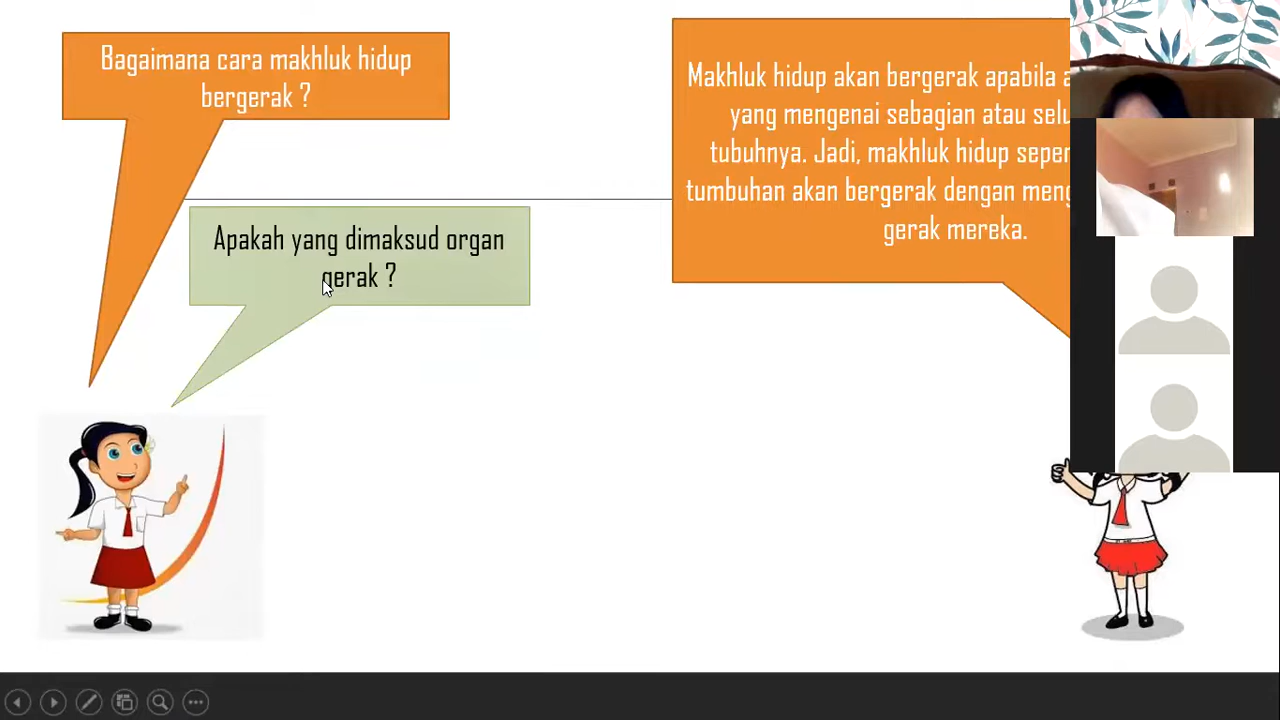 Bagaimana cara makhluk hidup
bergerak ?
Apakah yang dimaksud organ
gerak ?
Makhluk hidup akan bergerak apabila
yang mengenai sebagian atau
tubuhnya. Jadi, makhluk hidup
tumbuhan akan bergerak dengan
gerak mereka.